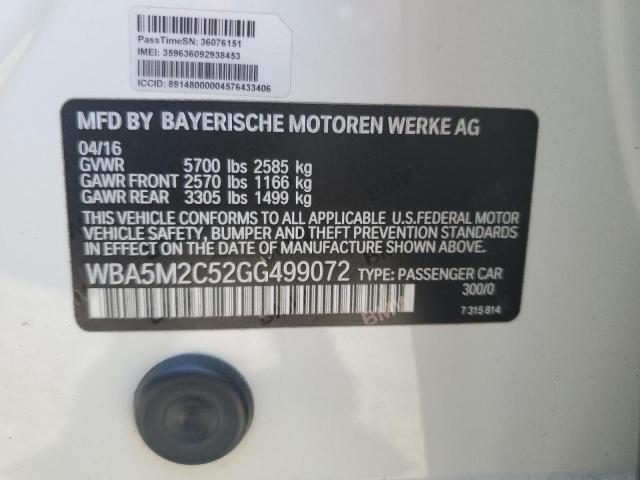 PassTimeSN: 36076151
IMEI: 359636092938453
ICCID: 89148000004576433406
MFD BY BAYERISCHE MOTOREN WERKE AG
04/16
GVWR 5700 lbs 2585 kg
GAWR FRONT 2570 lbs 1166 kg
GAWR REAR 3305 lbs 1499 kg
THIS VEHICLE CONFORMS TO ALL APPLICABLE U.S.FEDERAL MOTOR
VEHICLE SAFETY, BUMPER AND THEFT PREVENTION STANDARDS
IN EFFECT ON THE DATE OF MANUFACTURE SHOWN ABOVE.
WBA5M2C52GG499072 TYPE: PASSENGER CAR
300/0
7315814